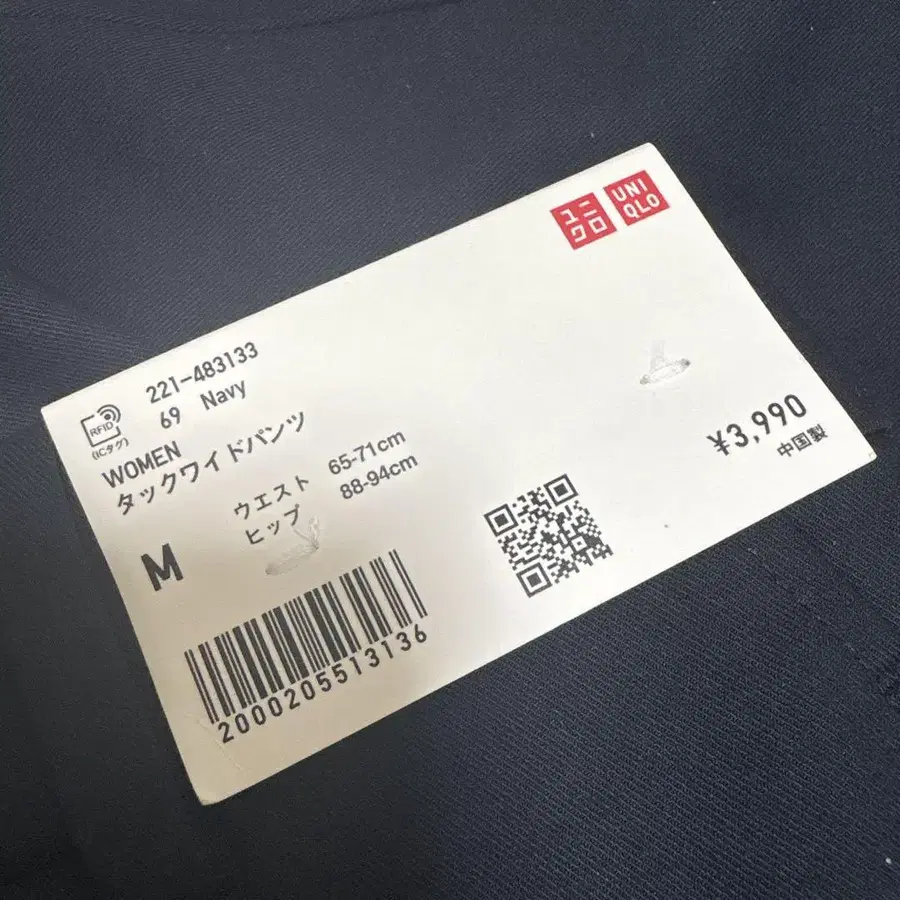 ユニクロ
UNI
QLO
221-483133
69 Navy
RFID
(ICタグ)
WOMEN
タックワイドパンツ
ウエスト 65-71cm
ヒップ 88-94cm
M
¥3,990
中国製
2000205513136